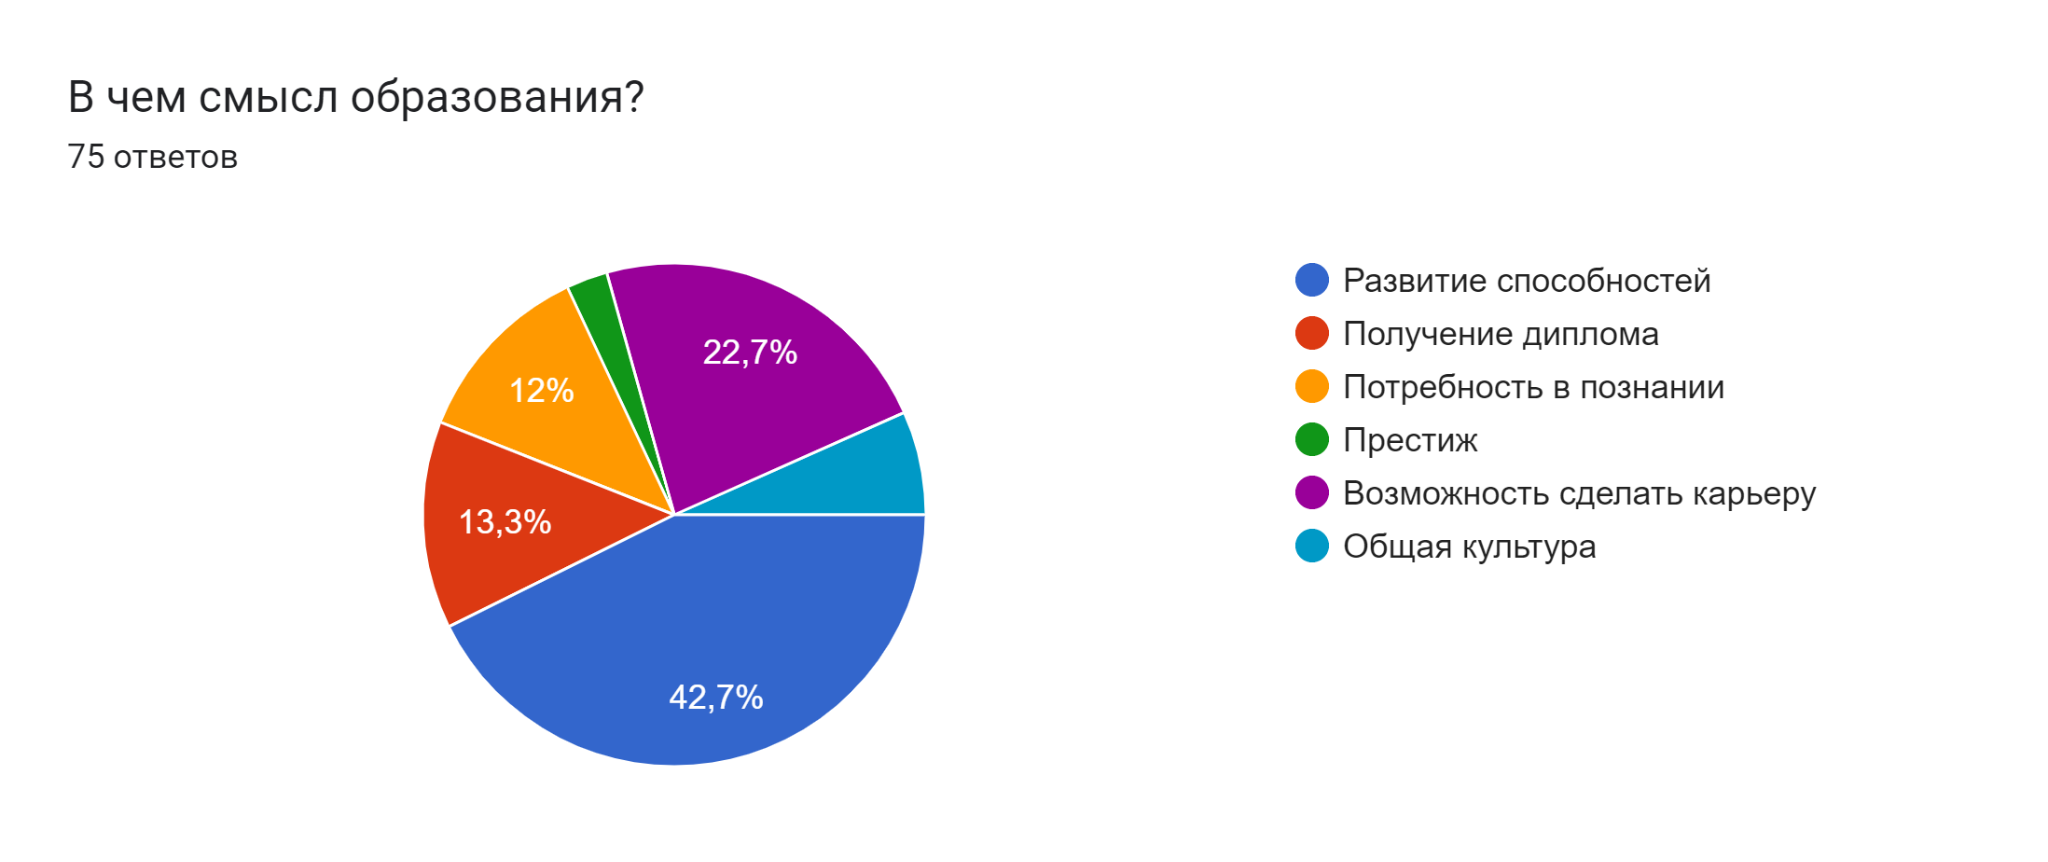 В чем смысл образования?
75 ответов
22,7%
12%
13,3%
42,7%
Развитие способностей
Получение диплома
Потребность в познании
Престиж
Возможность сделать карьеру
Общая культура